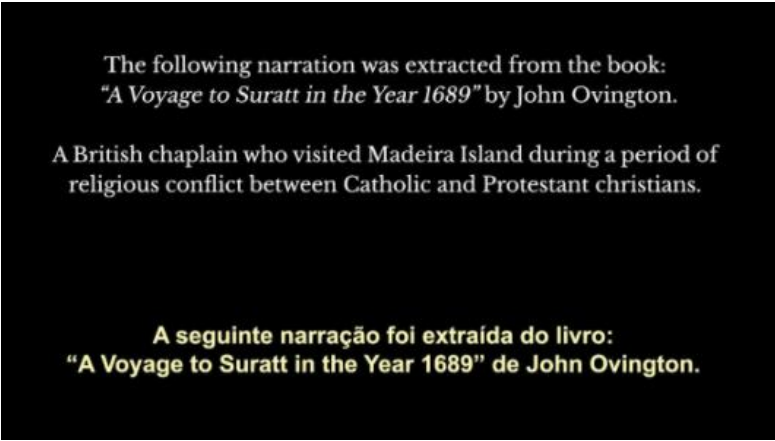 The following narration was extracted from the book:
“A Voyage to Suratt in the Year 1689” by John Ovington.
A British chaplain who visited Madeira Island during a period of
religious conflict between Catholic and Protestant christians.
A seguinte narração foi extraída do livro:
“A Voyage to Suratt in the Year 1689” de John Ovington.